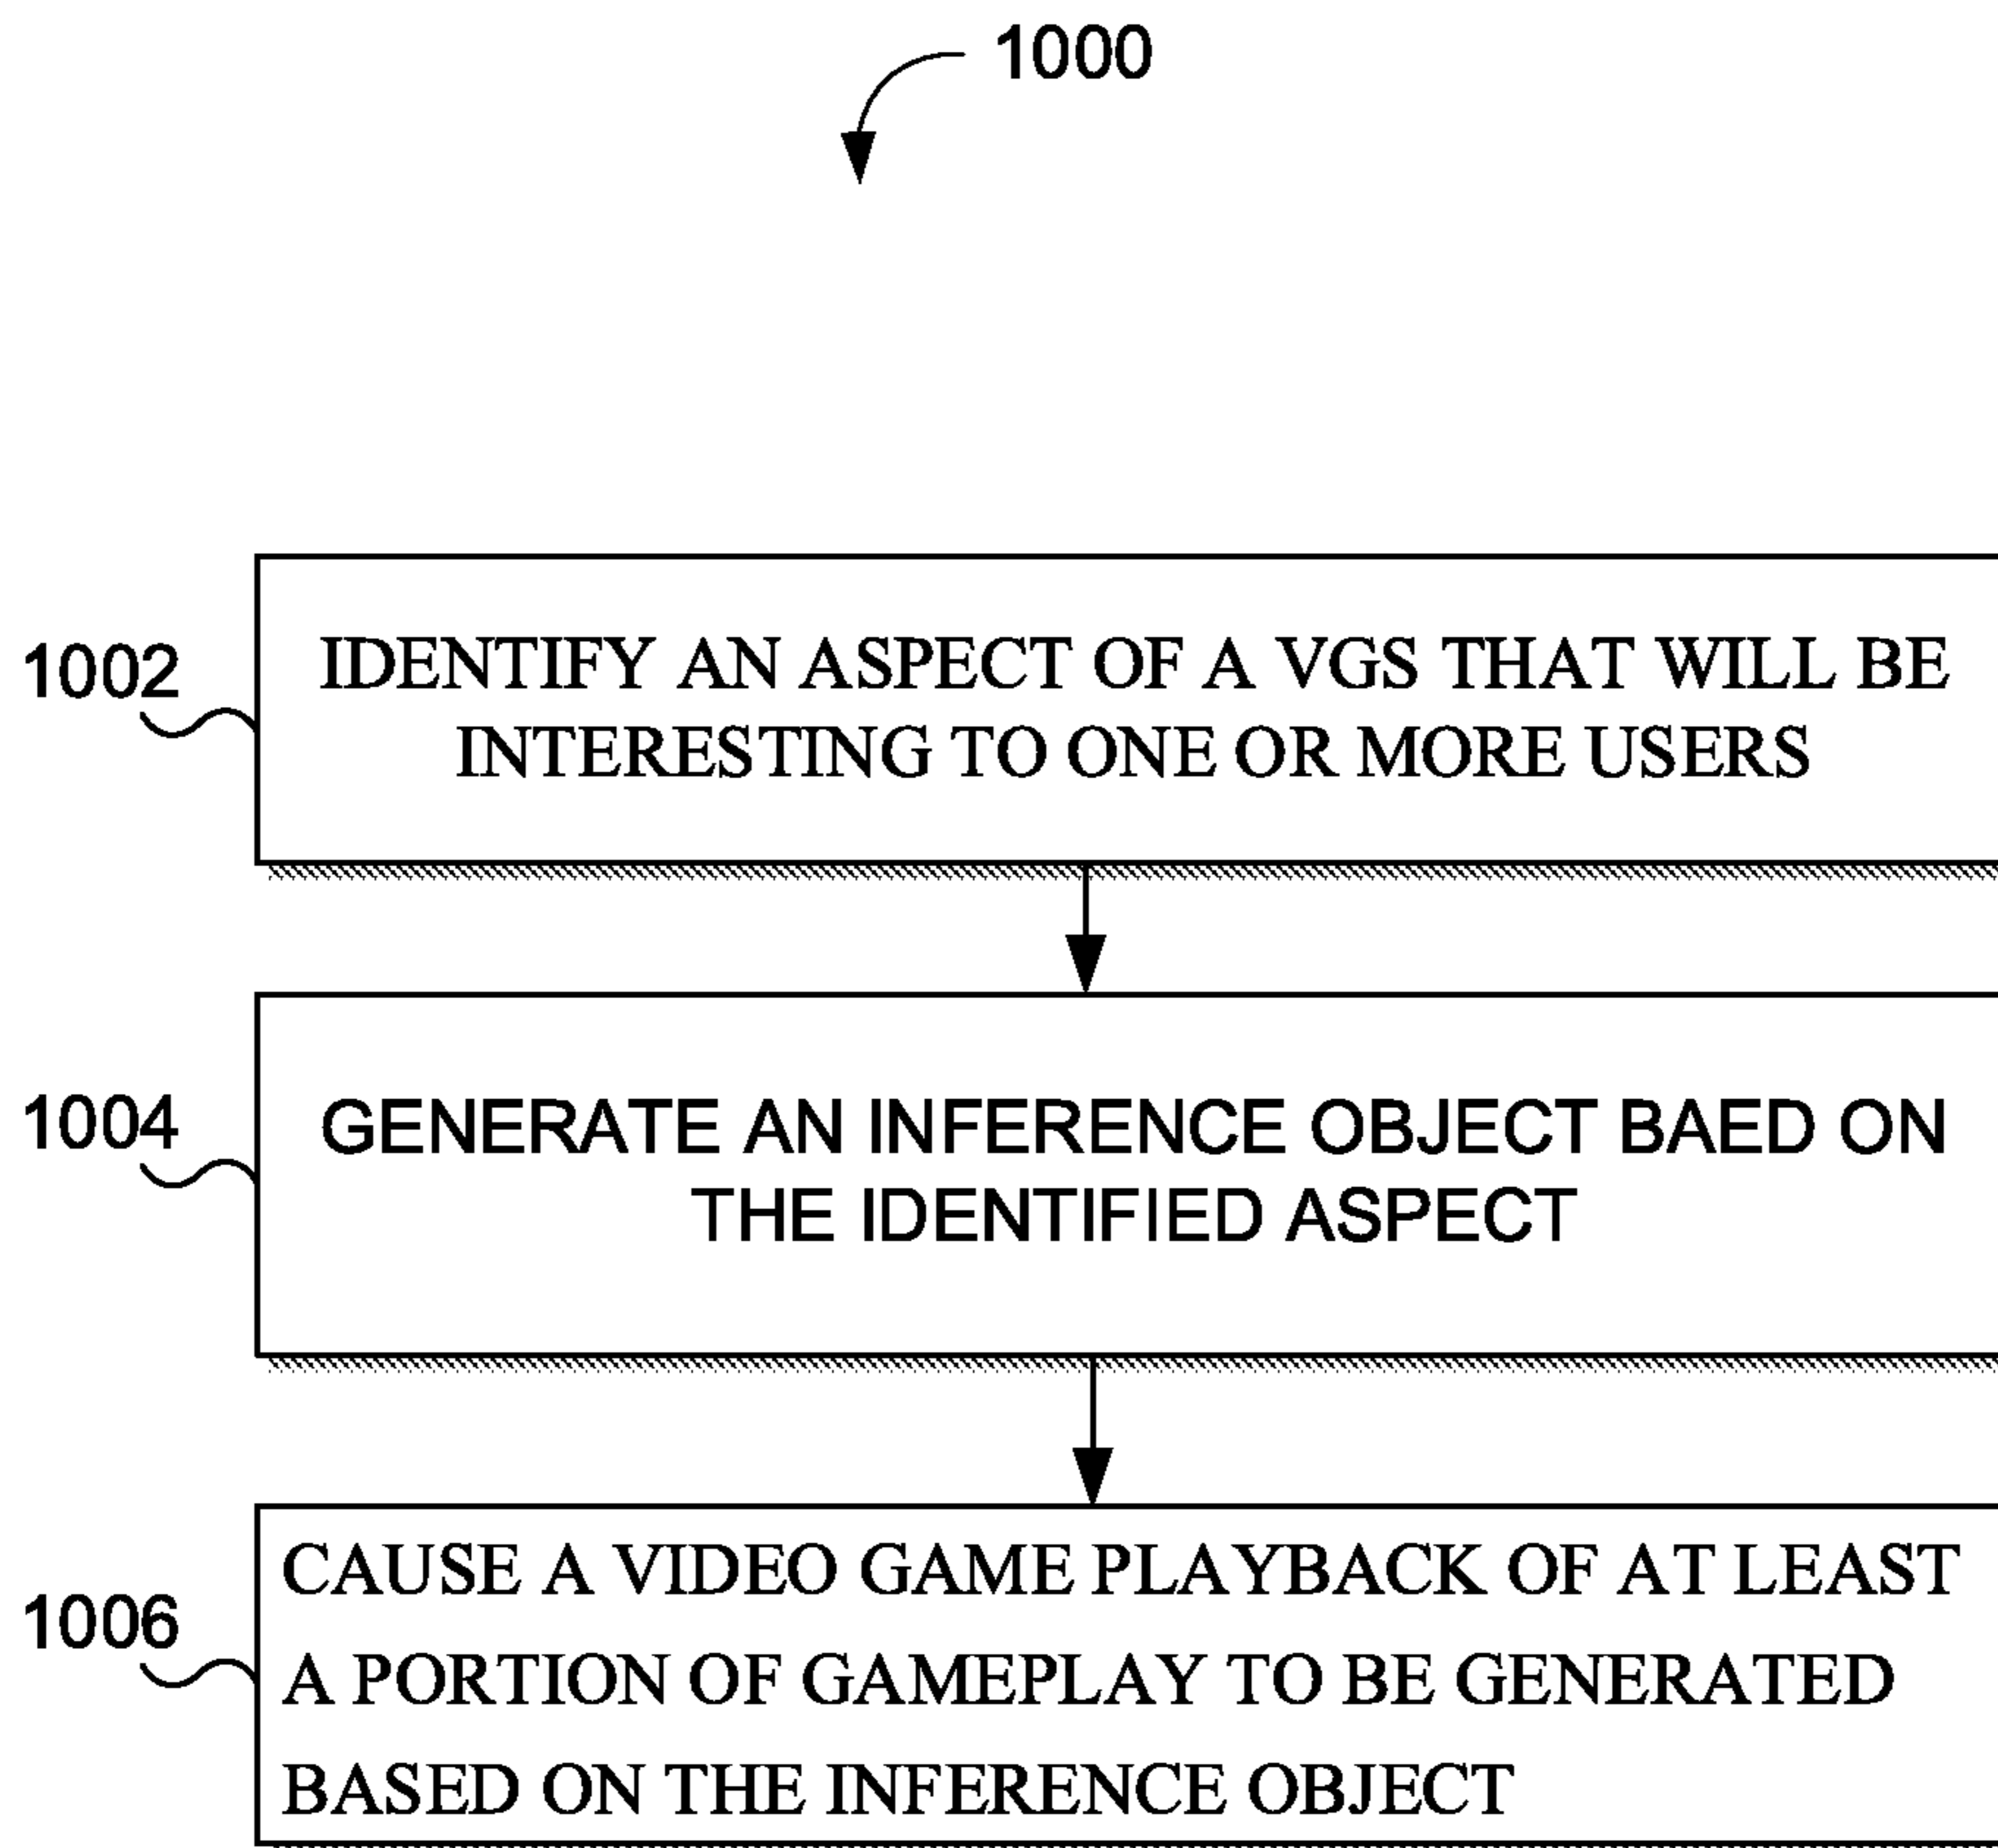 1000
1002
IDENTIFY AN ASPECT OF A VGS THAT WILL BE
INTERESTING TO ONE OR MORE USERS
1004
GENERATE AN INFERENCE OBJECT BAED ON
THE IDENTIFIED ASPECT
1006
CAUSE A VIDEO GAME PLAYBACK OF AT LEAST
A PORTION OF GAMEPLAY TO BE GENERATED
BASED ON THE INFERENCE OBJECT